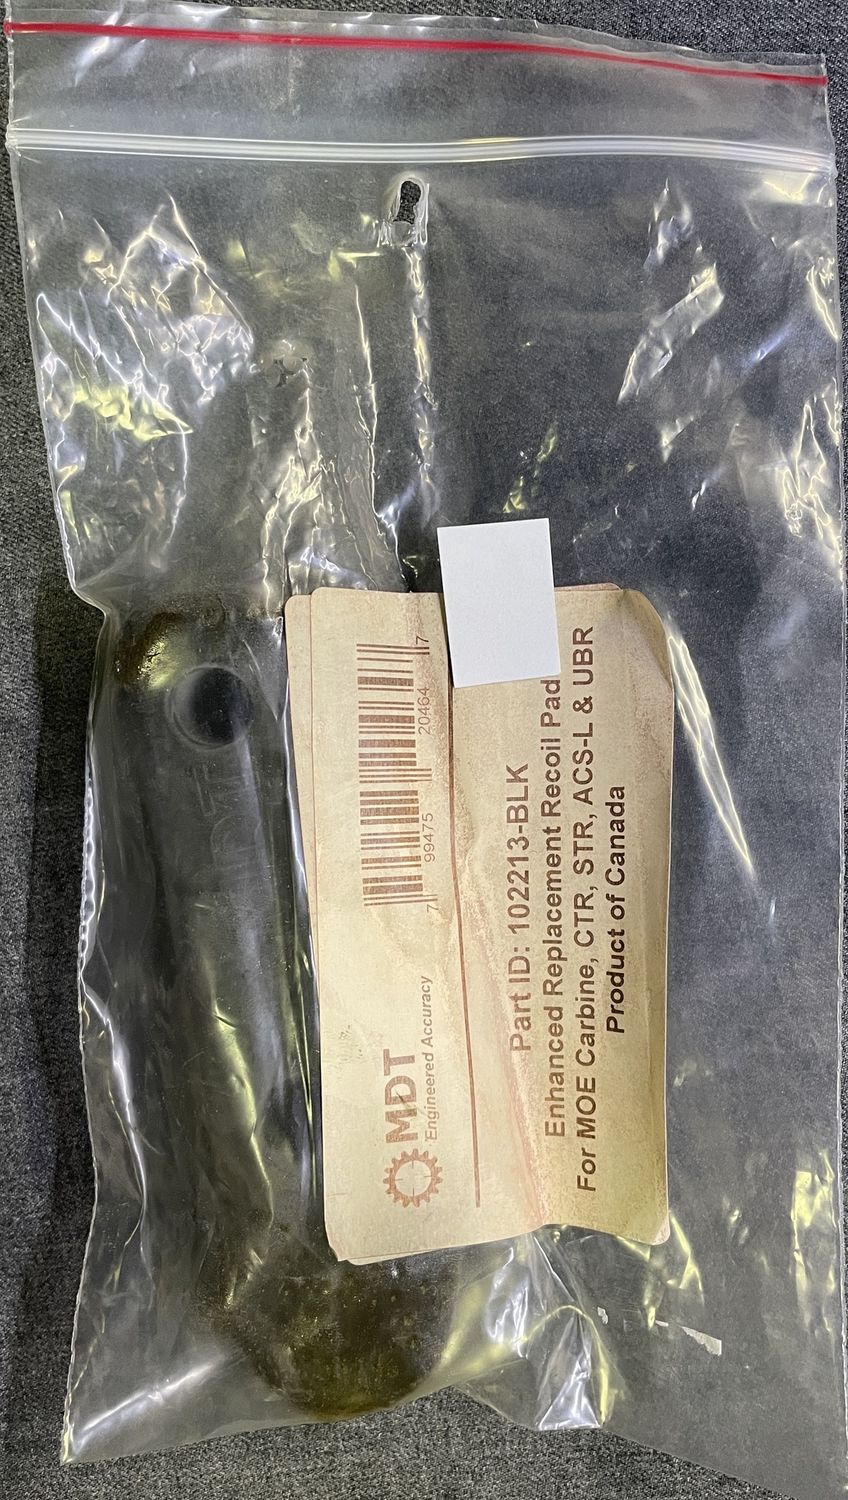 MDT
Engineered Accuracy
7 99475 20464 7
Part ID: 102213-BLK
Enhanced Replacement Recoil Pad
For MOE Carbine, CTR, STR, ACS-L & UBR
Product of Canada